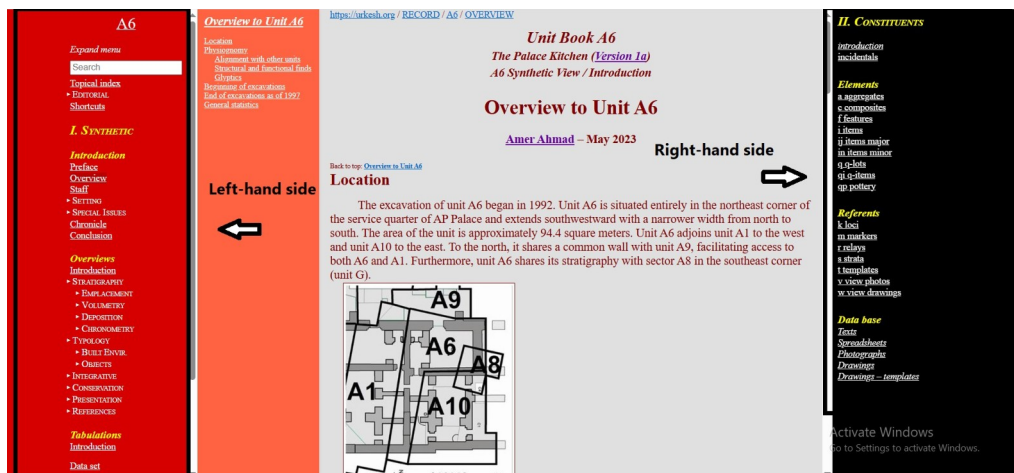 A6
Expand menu
Search
Topical index
▸ EDITORIAL
Shortcuts
I. SYNTHETIC
Introduction
Preface
Overview
Staff
▸ SETTING
▸ SPECIAL ISSUES
Chronicle
Conclusion
Overviews
Introduction
▸ STRATIGRAPHY
▸ EMPLACEMENT
▸ VOLUMETRY
▸ DEPOSITION
▸ CHRONOMETRY
▸ TYPOLOGY
▸ BUILT ENVIR.
▸ OBJECTS
▸ INTEGRATIVE
▸ CONSERVATION
▸ PRESENTATION
▸ REFERENCES
Tabulations
Introduction
Data set
Overview to Unit A6
Location
Physiognomy
Alignment with other units
Structural and functional finds
Glyptics
Beginning of excavations
End of excavations as of 1997
General statistics
Left-hand side
https://urkesh.org / RECORD / A6 / OVERVIEW
Unit Book A6
The Palace Kitchen (Version 1a)
A6 Synthetic View / Introduction
Overview to Unit A6
Amer Ahmad – May 2023
Right-hand side
Back to top: Overview to Unit A6
Location
The excavation of unit A6 began in 1992. Unit A6 is situated entirely in the northeast corner of
the service quarter of AP Palace and extends southwestward with a narrower width from north to
south. The area of the unit is approximately 94.4 square meters. Unit A6 adjoins unit A1 to the west
and unit A10 to the east. To the north, it shares a common wall with unit A9, facilitating access to
both A6 and A1. Furthermore, unit A6 shares its stratigraphy with sector A8 in the southeast corner
(unit G).
A9
A6
A8
A1
A10
II. CONSTITUENTS
introduction
incidentals
Elements
a aggregates
c composites
f features
i items
ij items major
in items minor
q q-lots
qi q-items
qp pottery
Referents
k loci
m markers
r relays
s strata
t templates
v view photos
w view drawings
Data base
Texts
Spreadsheets
Photographs
Drawings
Drawings – templates
Activate Windows
Go to Settings to activate Windows.